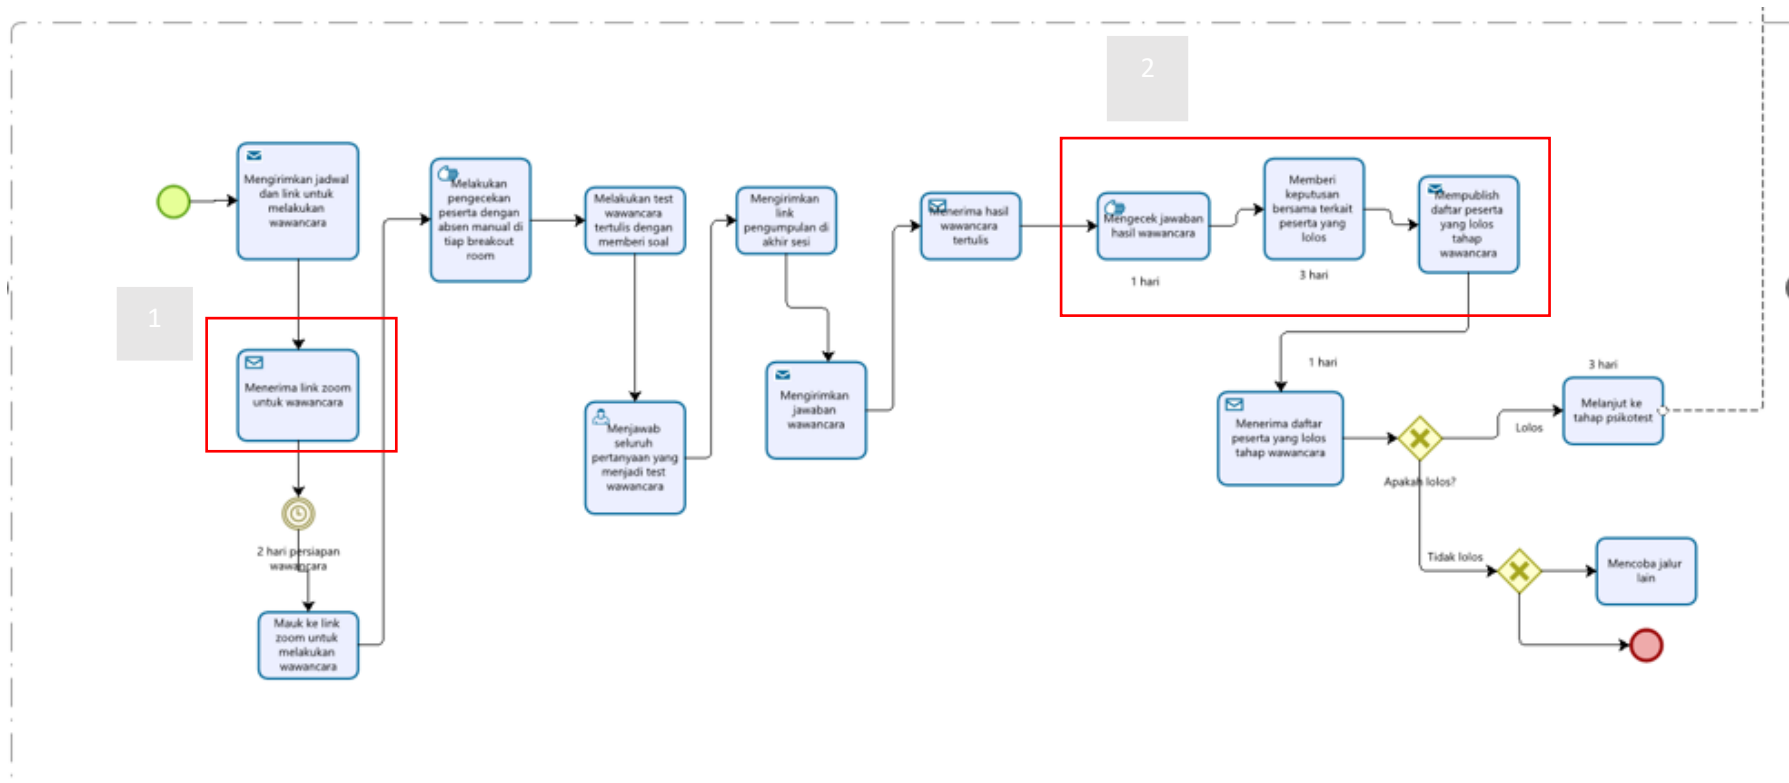 2
Mengirimkan jadwal
dan link untuk
melakukan
wawancara
1
Menerima link zoom
untuk wawancara
2 hari persiapan
wawancara
Mauk ke link
zoom untuk
melakukan
wawancara
Melakukan
pengecekan
peserta dengan
absen manual di
tiap breakout
room
Melakukan test
wawancara
tertulis dengan
memberi soal
Menjawab
seluruh
pertanyaan yang
menjadi test
wawancara
Mengirimkan
link
pengumpulan di
akhir sesi
Mengirimkan
jawaban
wawancara
Menerima hasil
wawancara
tertulis
Mengecek jawaban
hasil wawancara
1 hari
Memberi
keputusan
bersama terkait
peserta yang
lolos
3 hari
Mempublish
daftar peserta
yang lolos
tahap
wawancara
1 hari
Menerima daftar
peserta yang lolos
tahap wawancara
Apakah lolos?
Lolos
3 hari
Melanjut ke
tahap psikotest
Tidak lolos
Mencoba jalur
lain